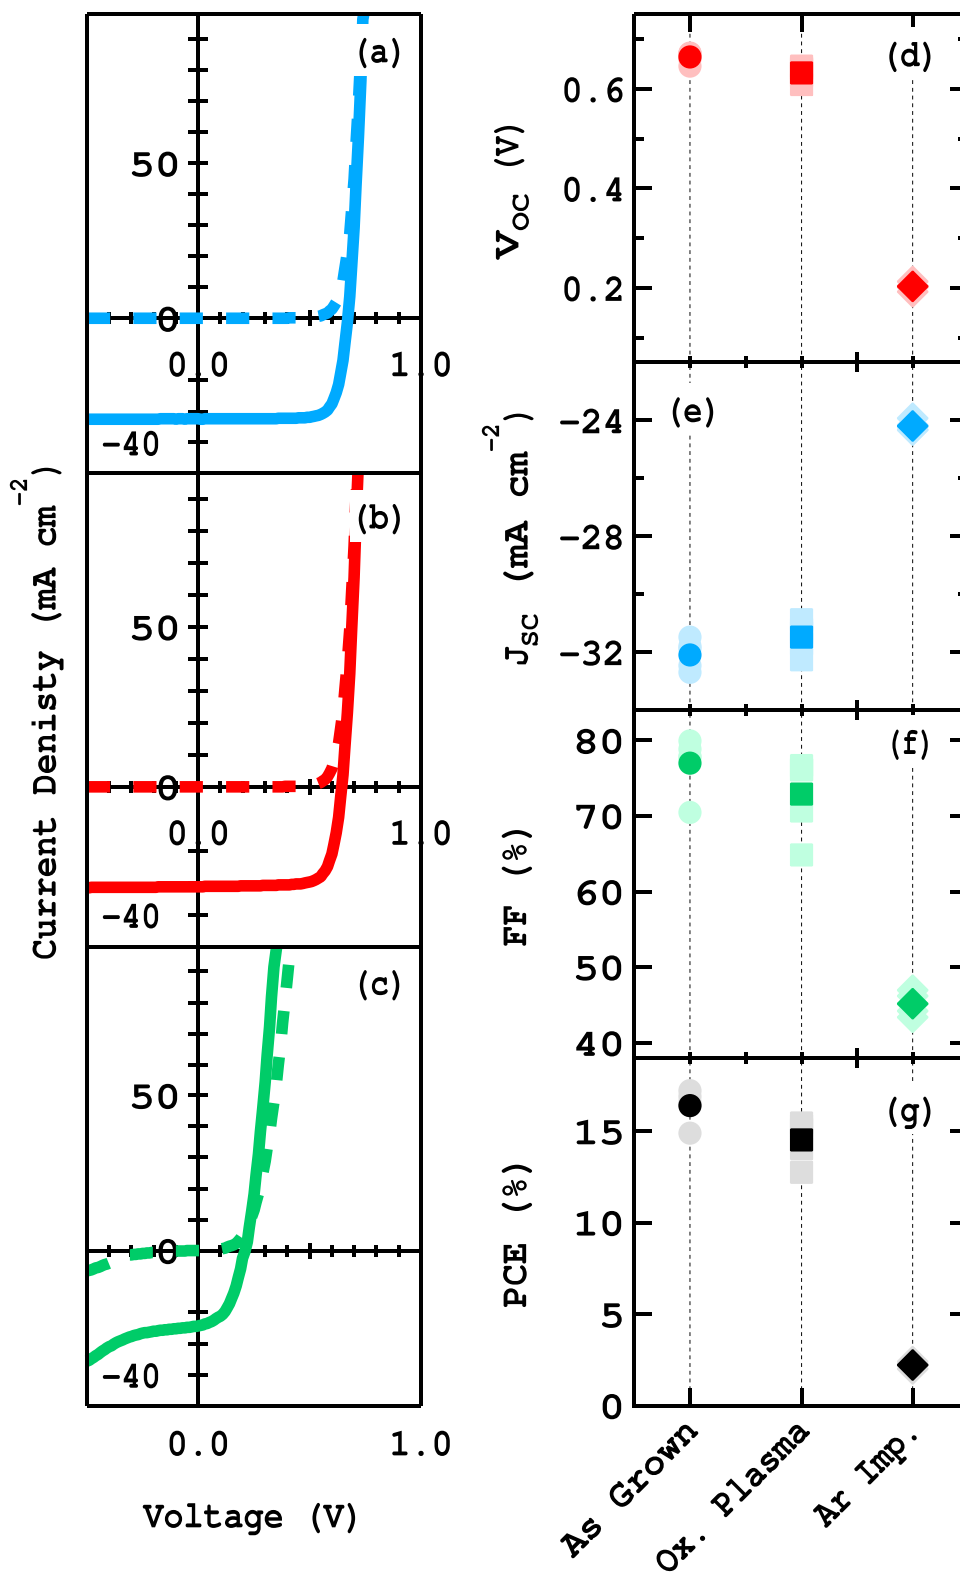 (a)
50
0
0.0
1.0
-40
(b)
50
0
0.0
1.0
-40
(c)
50
0
-40
0.0
1.0
Current Denisty (mA cm-2)
Voltage (V)
(d)
0.6
0.4
0.2
VOC (V)
(e)
-24
-28
-32
JSC (mA cm-2)
(f)
80
70
60
50
40
FF (%)
(g)
15
10
5
0
PCE (%)
As Grown
Ox. Plasma
Ar Imp.